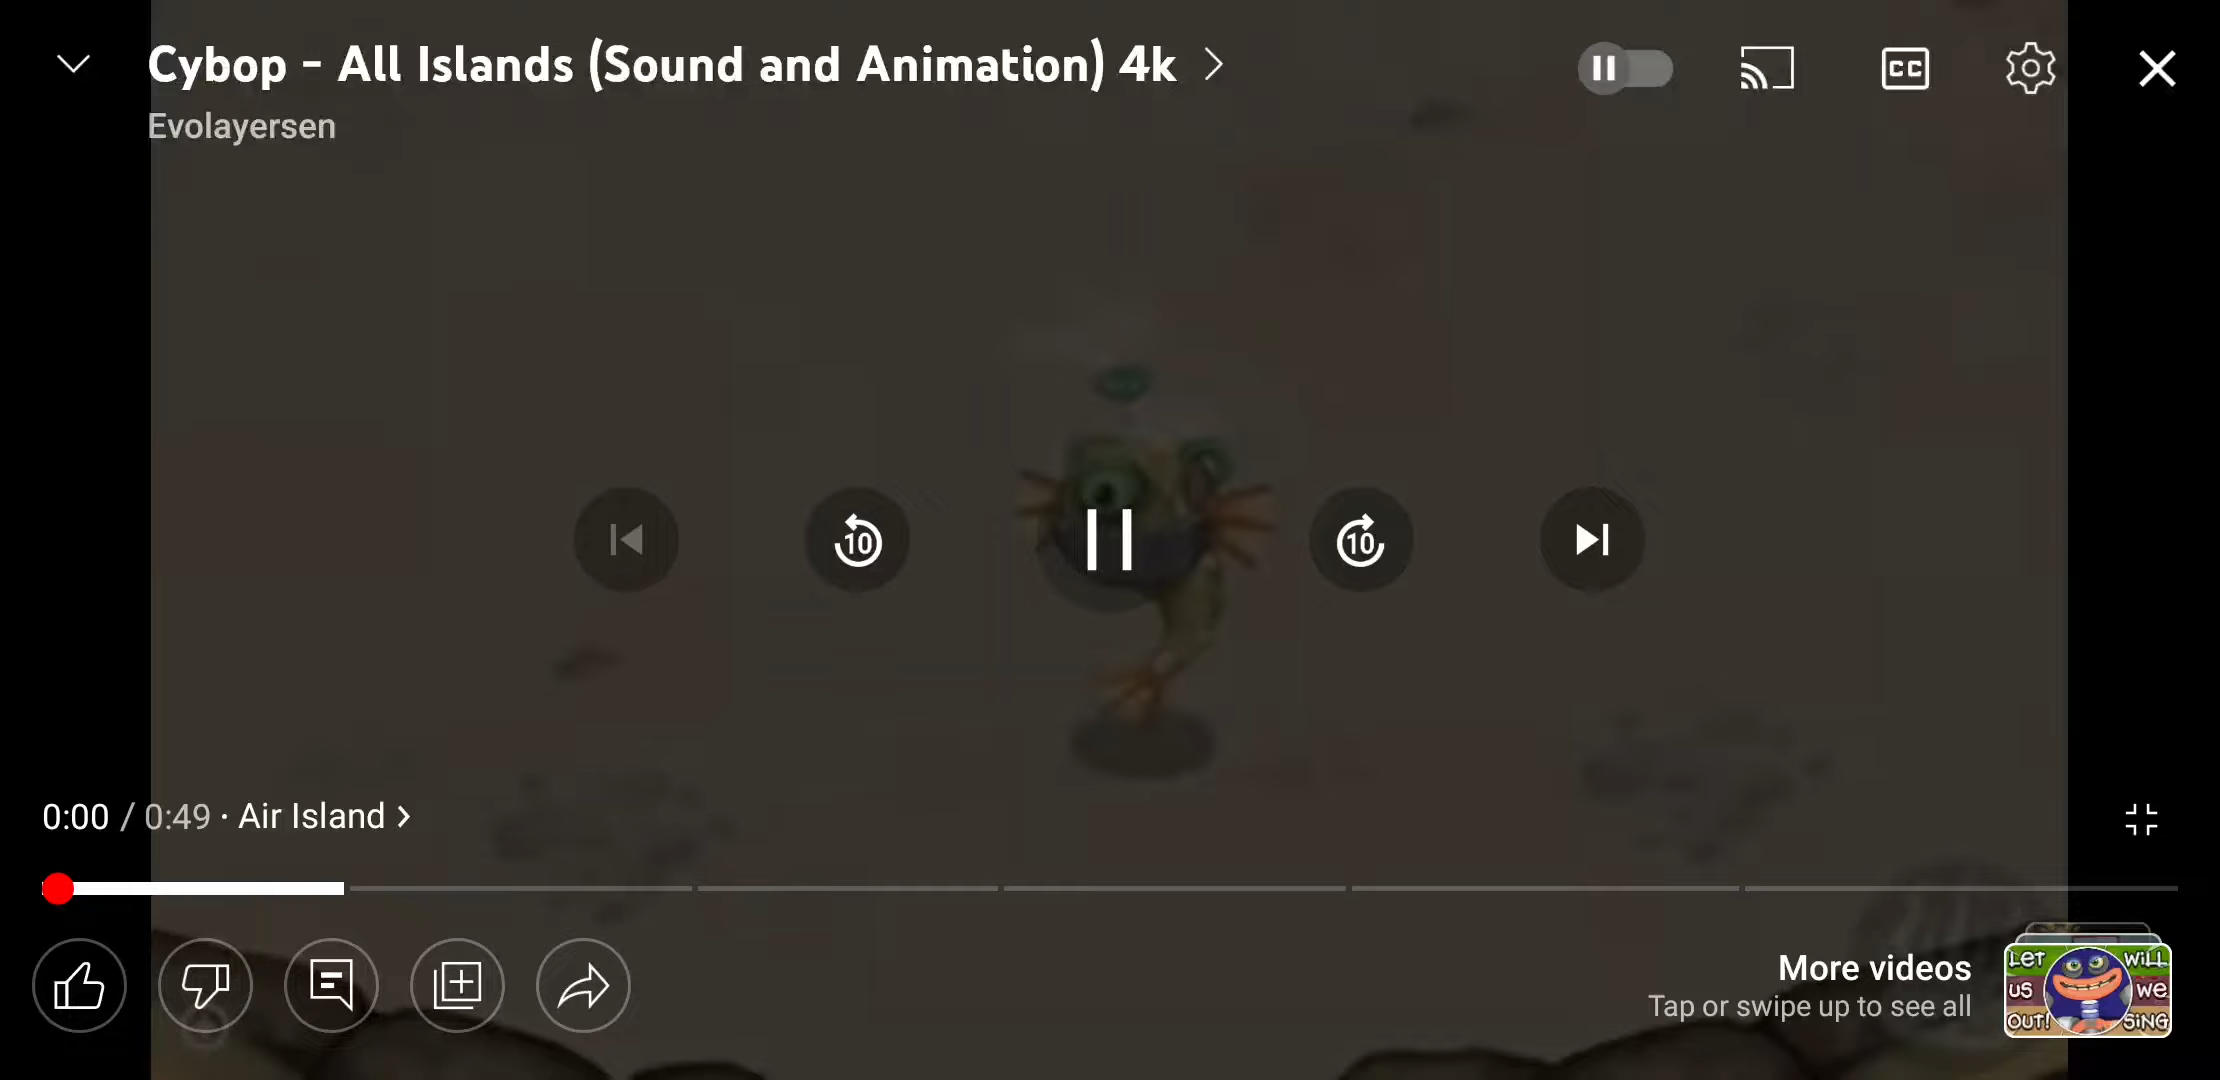 Cybop - All Islands (Sound and Animation) 4k
Evolayersen
CC
10
10
0:00 / 0:49 · Air Island
More videos
Tap or swipe up to see all
LET WILL
US WE
OUT! SING